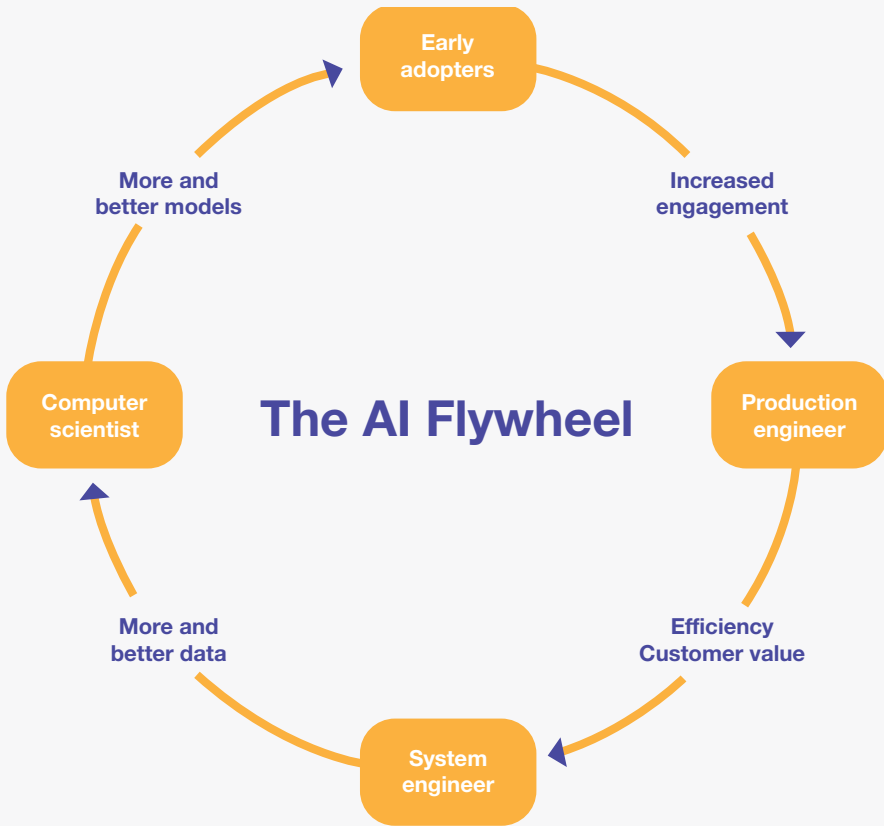 Early
adopters
More and
better models
Increased
engagement
Computer
scientist
The AI Flywheel
Production
engineer
More and
better data
Efficiency
Customer value
System
engineer